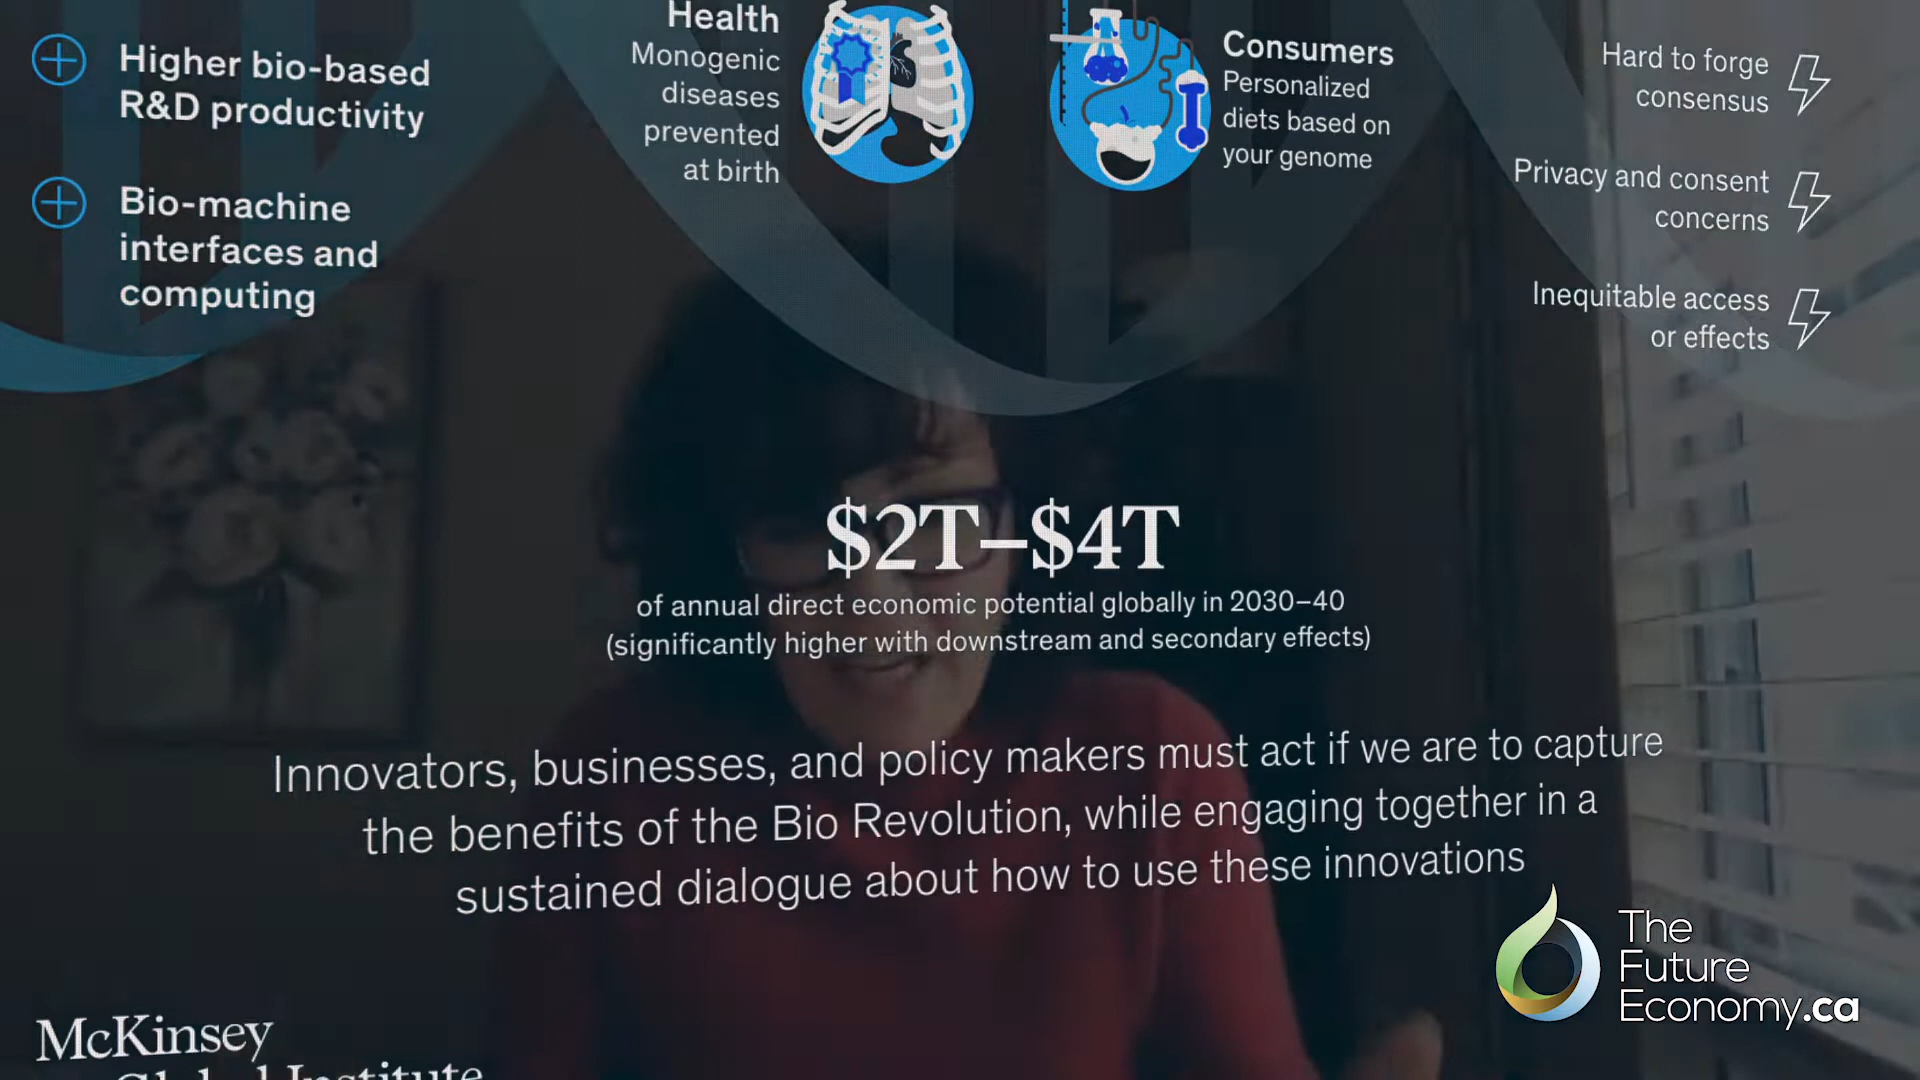 Higher bio-based
R&D productivity
Bio-machine
interfaces and
computing
Health
Monogenic
diseases
prevented
at birth
Consumers
Personalized
diets based on
your genome
Hard to forge
consensus
Privacy and consent
concerns
Inequitable access
or effects
$2T–$4T
of annual direct economic potential globally in 2030–40
(significantly higher with downstream and secondary effects)
Innovators, businesses, and policy makers must act if we are to capture
the benefits of the Bio Revolution, while engaging together in a
sustained dialogue about how to use these innovations
The
Future
Economy.ca
McKinsey
Global Institute